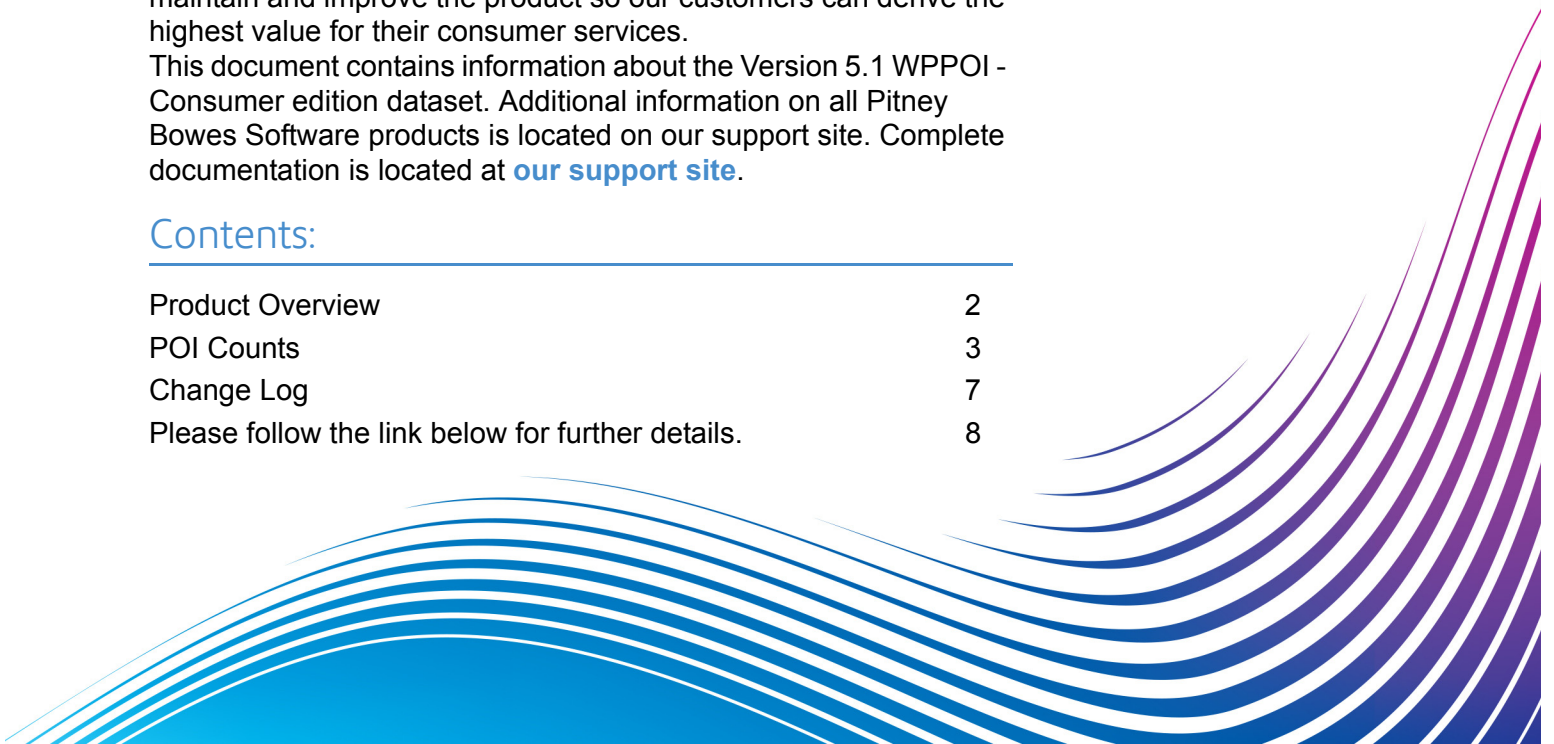 maintain and improve the product so our customers can derive the
highest value for their consumer services.
This document contains information about the Version 5.1 WPPOI -
Consumer edition dataset. Additional information on all Pitney
Bowes Software products is located on our support site. Complete
documentation is located at our support site.
Contents:
Product Overview 2
POI Counts 3
Change Log 7
Please follow the link below for further details. 8